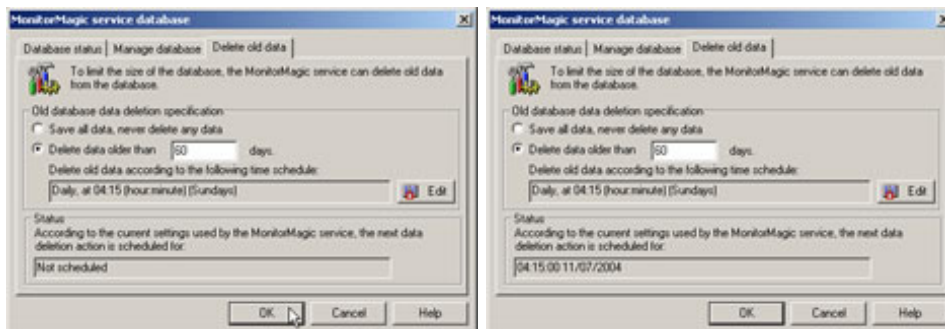 MonitorMagic service database
Database status Manage database Delete old data
To limit the size of the database, the MonitorMagic service can delete old data
from the database.
Old database data deletion specification
Save all data, never delete any data
Delete data older than 60 days.
Delete old data according to the following time schedule:
Daily, at 04:15 (hour:minute) (Sundays) Edit
Status
According to the current settings used by the MonitorMagic service, the next data
deletion action is scheduled for:
Not scheduled
OK Cancel Help
MonitorMagic service database
Database status Manage database Delete old data
To limit the size of the database, the MonitorMagic service can delete old data
from the database.
Old database data deletion specification
Save all data, never delete any data
Delete data older than 60 days.
Delete old data according to the following time schedule:
Daily, at 04:15 (hour:minute) (Sundays) Edit
Status
According to the current settings used by the MonitorMagic service, the next data
deletion action is scheduled for:
04:15:00 11/07/2004
OK Cancel Help